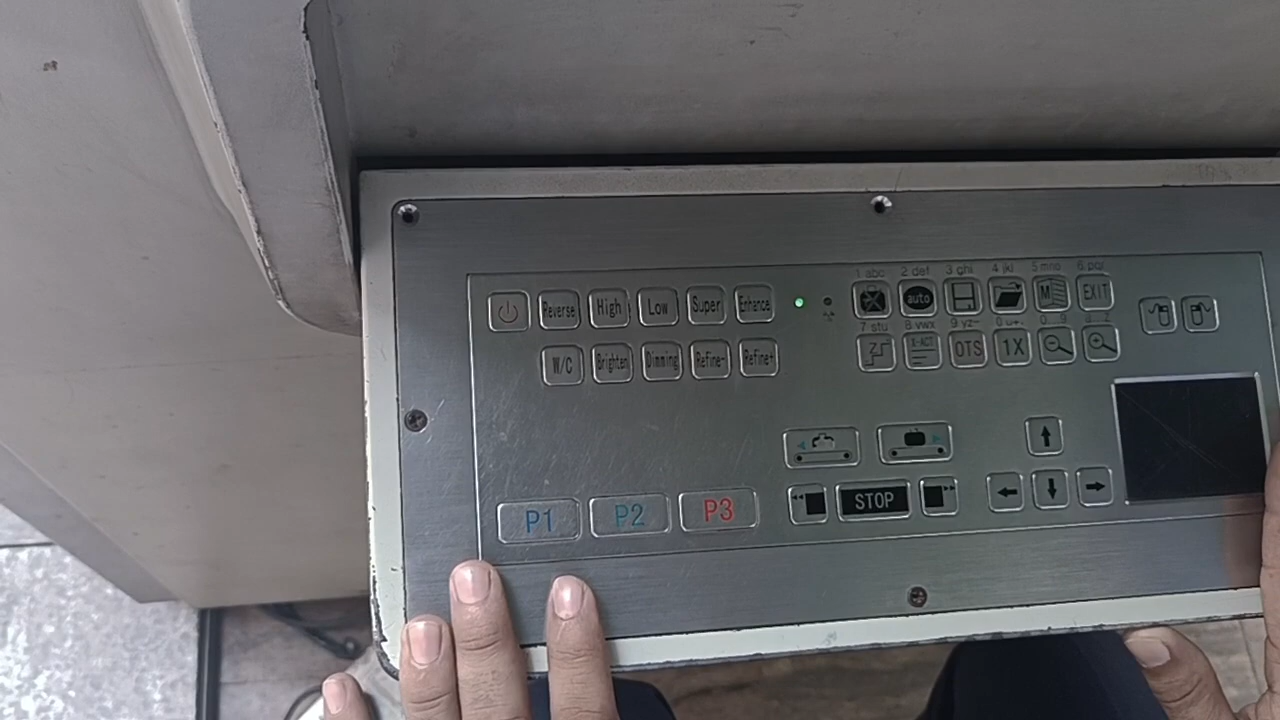 1 abc 2 def 3 ghi 4 jkl 5 mno 6 pqr
Reverse High Low Super Enhance
auto M EXIT
7 stu 8 vwx 9 yz-
W/C Brighten Dimming Refine- Refine+
X-ACT OTS 1X
P1 P2 P3 STOP